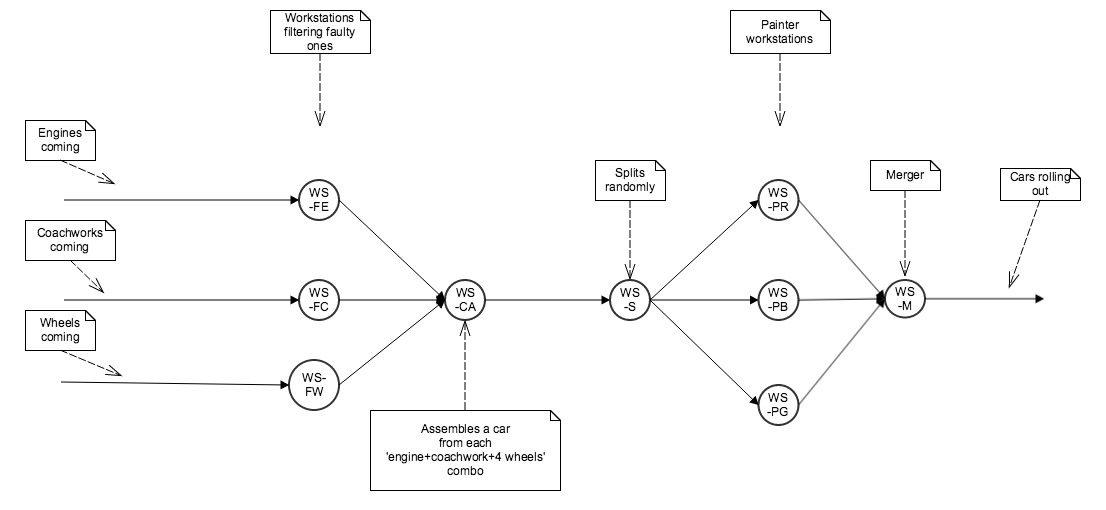 Workstations
filtering faulty
ones
Painter
workstations
Engines
coming
Splits
randomly
Merger
Cars rolling
out
WS
-FE
WS
-PR
Coachworks
coming
WS
-FC
WS
-CA
WS
-S
WS
-PB
WS
-M
Wheels
coming
WS-
FW
WS
-PG
Assembles a car
from each
'engine+coachwork+4 wheels'
combo